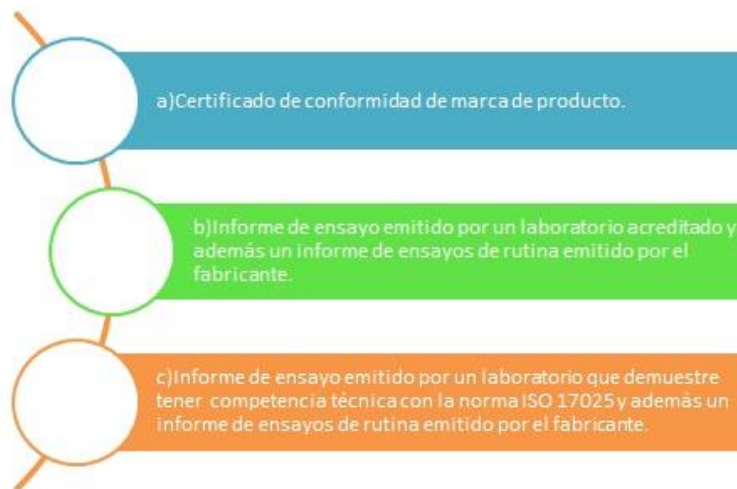 a)Certificado de conformidad de marca de producto.
b)Informe de ensayo emitido por un laboratorio acreditado y
además un informe de ensayos de rutina emitido por el
fabricante.
c)Informe de ensayo emitido por un laboratorio que demuestre
tener competencia técnica con la norma ISO 17025 y además un
informe de ensayos de rutina emitido por el fabricante.